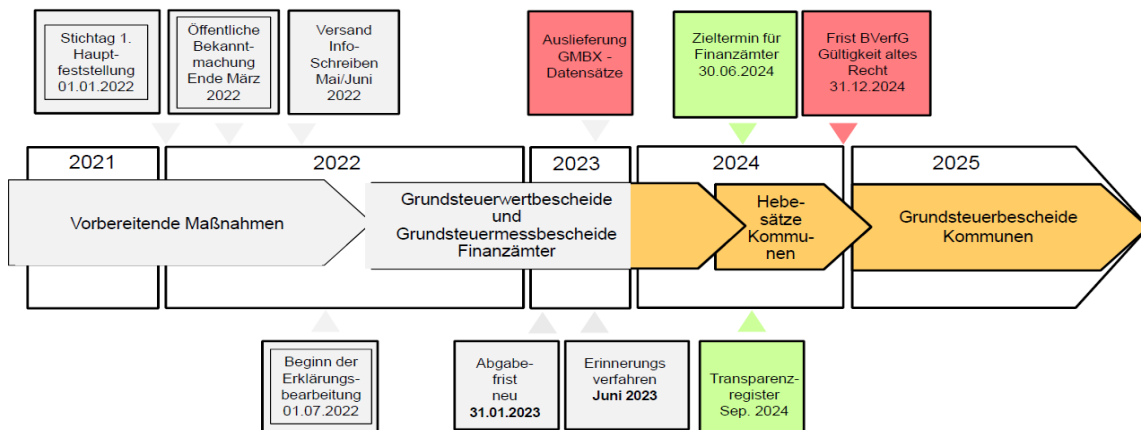 Stichtag 1.
Haupt-
feststellung
01.01.2022
Öffentliche
Bekannt-
machung
Ende März
2022
Versand
Info-
Schreiben
Mai/Juni
2022
Auslieferung
GMBX -
Datensätze
Zieltermin für
Finanzämter
30.06.2024
Frist BVerfG
Gültigkeit altes
Recht
31.12.2024
2021
2022
2023
2024
2025
Vorbereitende Maßnahmen
Grundsteuerwertbescheide
und
Grundsteuermessbescheide
Finanzämter
Hebe-
sätze
Kommu-
nen
Grundsteuerbescheide
Kommunen
Beginn der
Erklärungs-
bearbeitung
01.07.2022
Abgabe-
frist
neu
31.01.2023
Erinnerungs
verfahren
Juni 2023
Transparenz-
register
Sep. 2024